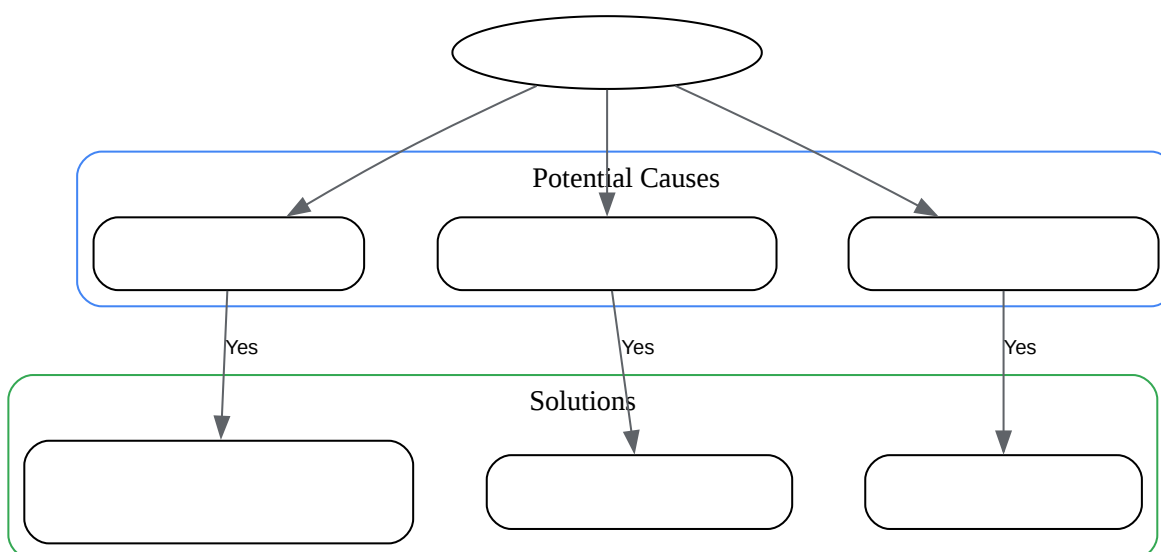 Potential Causes
Yes
Yes
Yes
Solutions